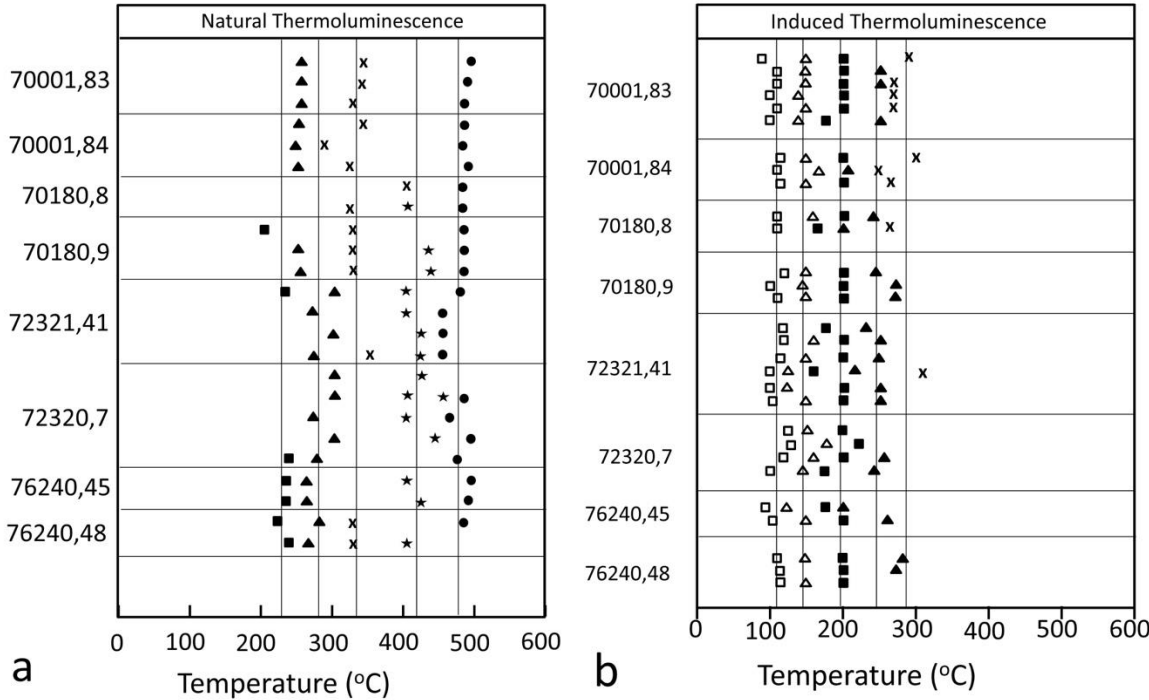 Natural Thermoluminescence
70001,83
70001,84
70180,8
70180,9
72321,41
72320,7
76240,45
76240,48
0 100 200 300 400 500 600
a
Temperature (°C)
Induced Thermoluminescence
70001,83
70001,84
70180,8
70180,9
72321,41
72320,7
76240,45
76240,48
0 100 200 300 400 500 600
b
Temperature (°C)